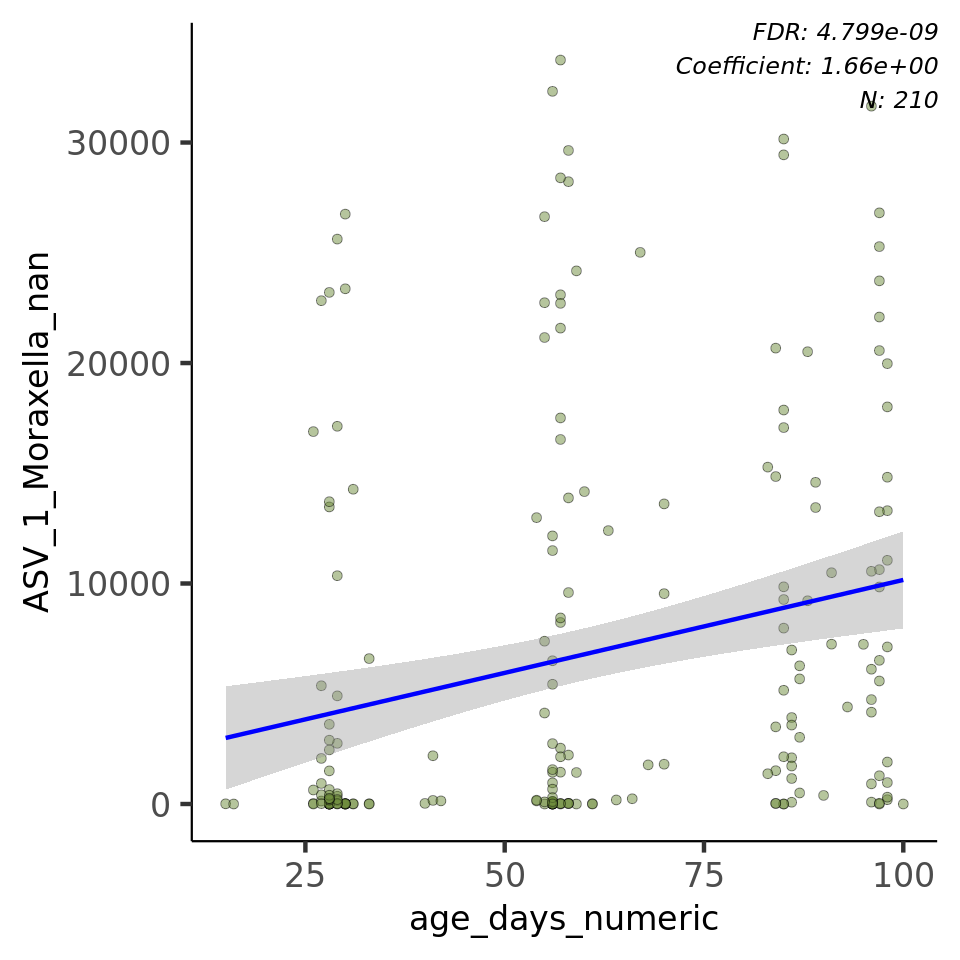 FDR: 4.799e-09
Coefficient: 1.66e+00
N: 210
30000
20000
10000
0
ASV_1_Moraxella_nan
25 50 75 100
age_days_numeric